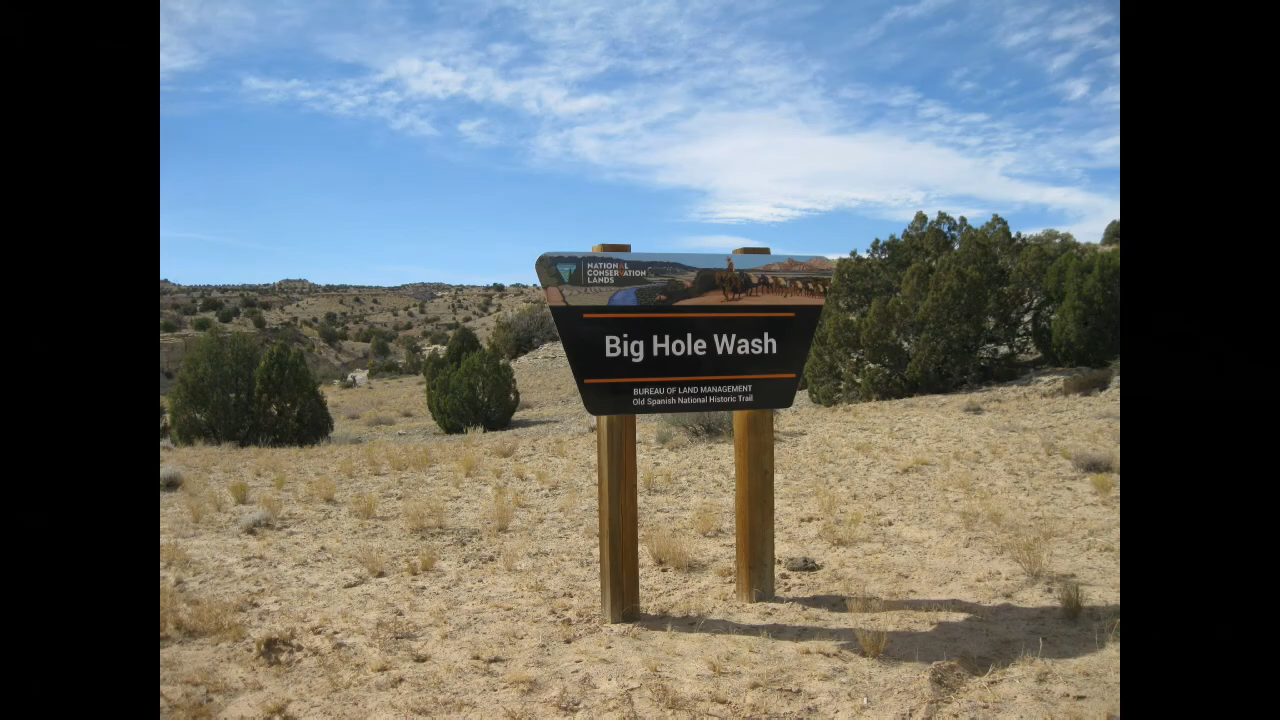 NATIONAL
CONSERVATION
LANDS
Big Hole Wash
BUREAU OF LAND MANAGEMENT
Old Spanish National Historic Trail